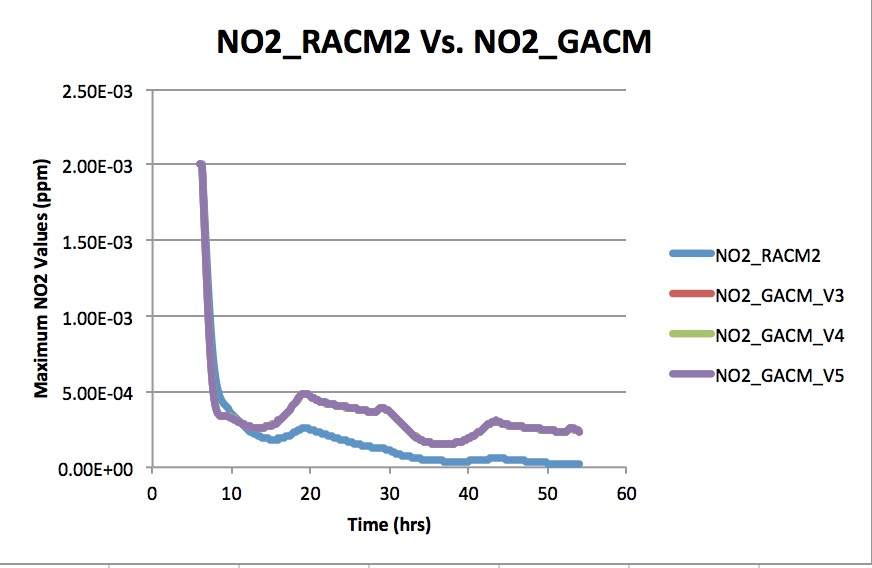 NO2_RACM2 Vs. NO2_GACM
2.50E-03
2.00E-03
1.50E-03
1.00E-03
5.00E-04
0.00E+00
Maximum NO2 Values (ppm)
0 10 20 30 40 50 60
Time (hrs)
NO2_RACM2
NO2_GACM_V3
NO2_GACM_V4
NO2_GACM_V5